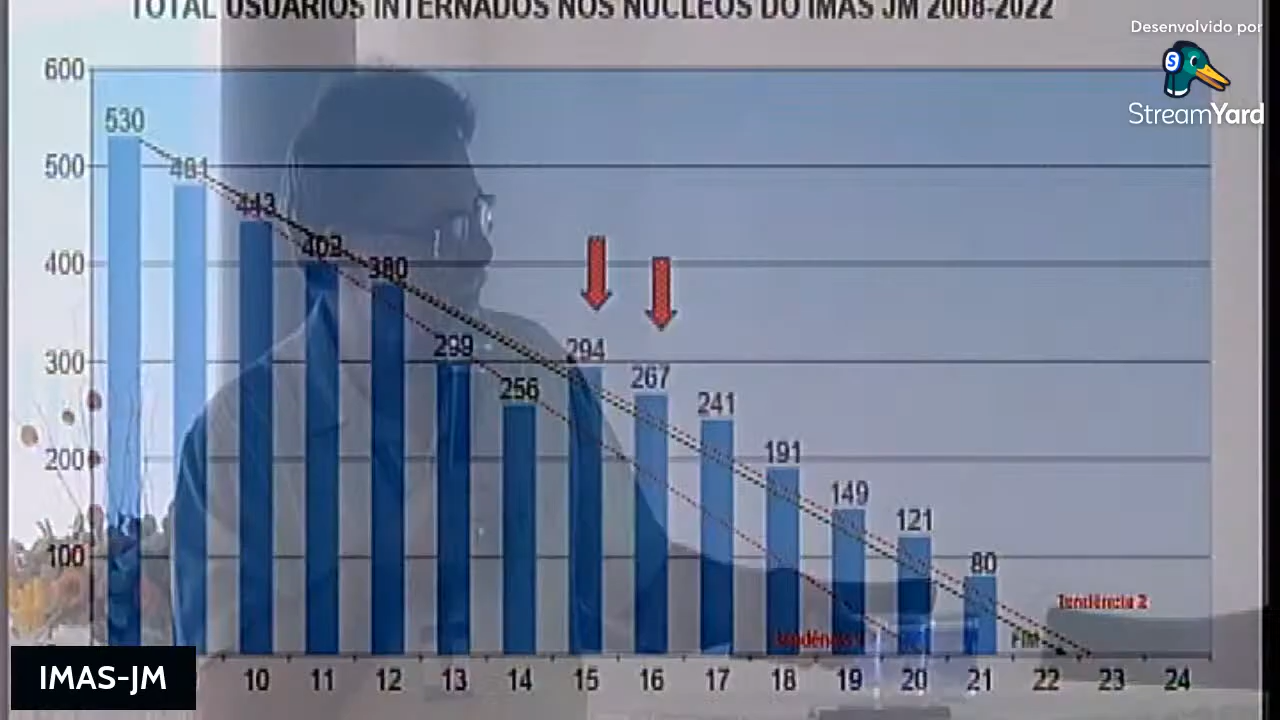 TOTAL USUÁRIOS INTERNADOS NOS NÚCLEOS DO IMAS JM 2008-2022
Desenvolvido por
StreamYard
600
530
500
481
443
400
403
380
300
299
256
294
267
241
200
191
149
121
100
80
Tendência 2
FIM
IMAS-JM
10 11 12 13 14 15 16 17 18 19 20 21 22 23 24